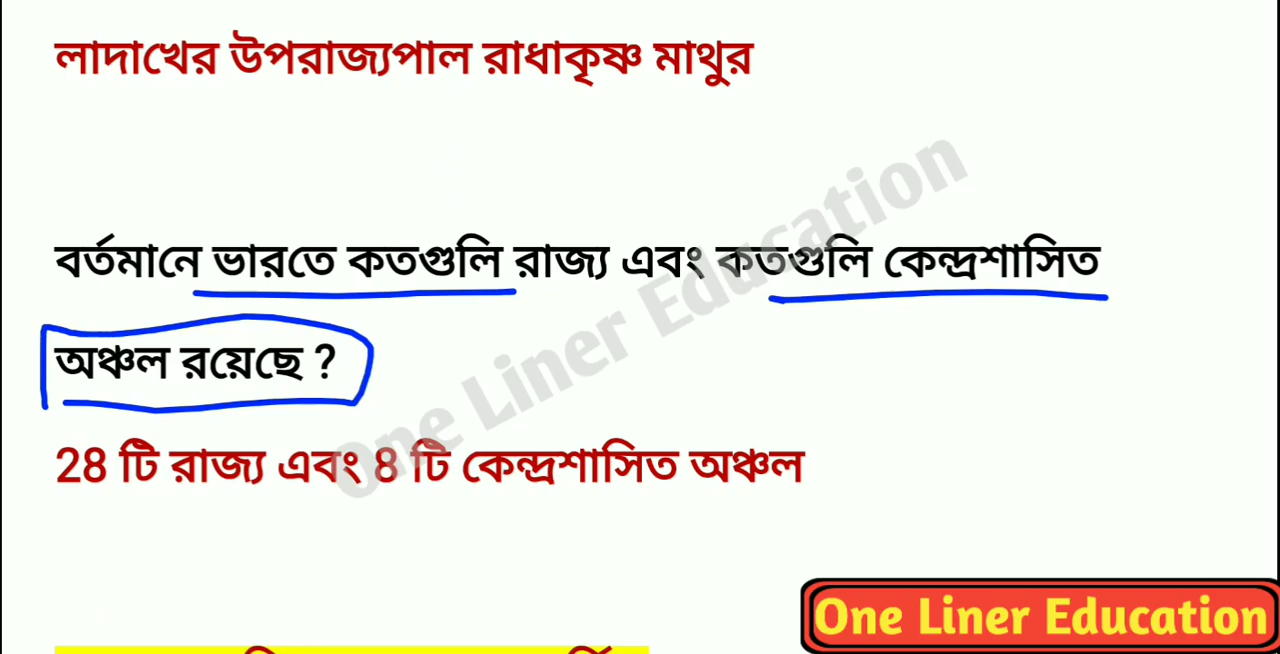 লাদাখের উপরাজ্যপাল রাধাকৃষ্ণ মাথুর
বর্তমানে ভারতে কতগুলি রাজ্য এবং কতগুলি কেন্দ্রশাসিত
অঞ্চল রয়েছে ?
28 টি রাজ্য এবং 8 টি কেন্দ্রশাসিত অঞ্চল
One Liner Education
One Liner Education